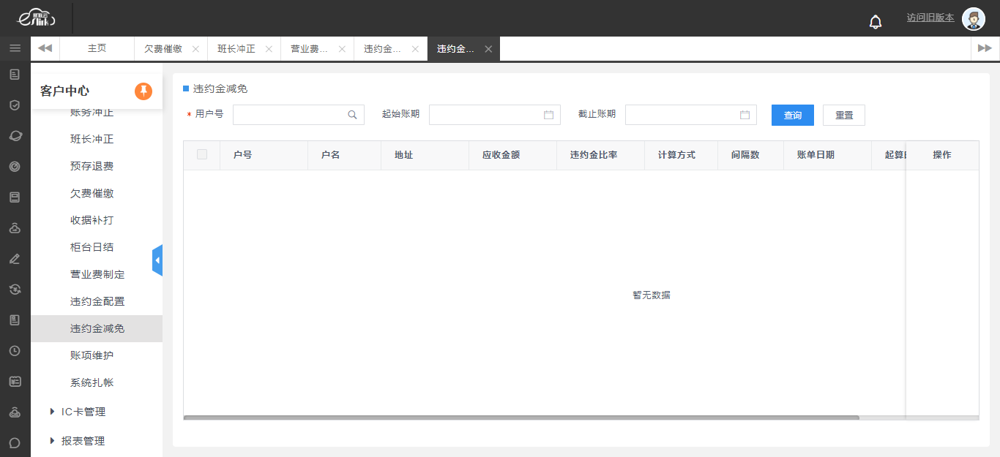 易联云
eslink
访问旧版本
主页
欠费催缴
班长冲正
营业费...
违约金...
违约金...
客户中心
账务冲正
班长冲正
预存退费
欠费催缴
收据补打
柜台日结
营业费制定
违约金配置
违约金减免
账项维护
系统扎帐
IC卡管理
报表管理
违约金减免
* 用户号
起始账期
截止账期
查询
重置
户号
户名
地址
应收金额
违约金比率
计算方式
间隔数
账单日期
起算
操作
暂无数据